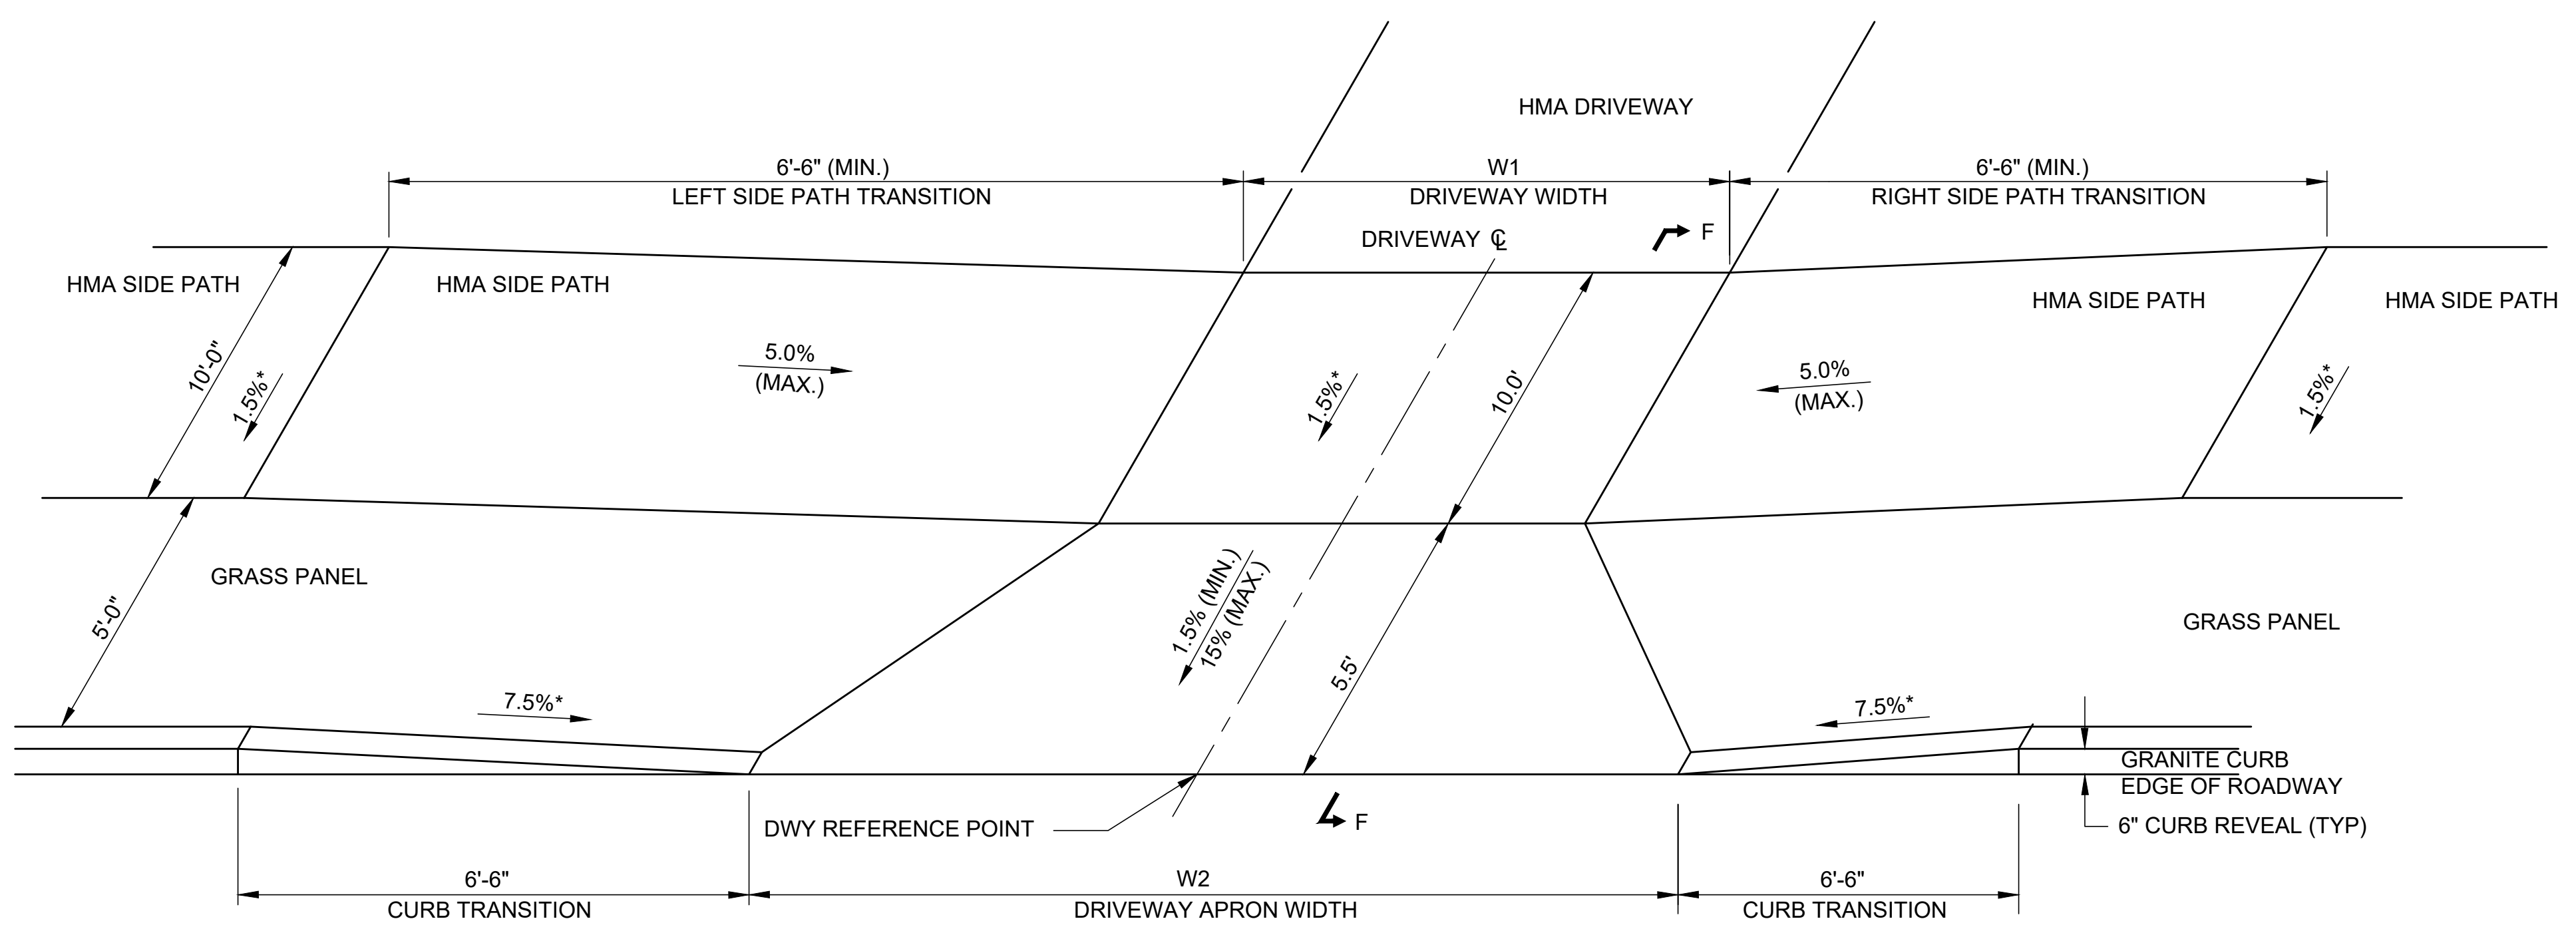 HMA DRIVEWAY
6'-6" (MIN.)
LEFT SIDE PATH TRANSITION
W1
DRIVEWAY WIDTH
6'-6" (MIN.)
RIGHT SIDE PATH TRANSITION
DRIVEWAY ℄
F
HMA SIDE PATH
HMA SIDE PATH
HMA SIDE PATH
HMA SIDE PATH
10'-0"
1.5%*
5.0%
(MAX.)
1.5%*
10.0'
5.0%
(MAX.)
1.5%*
GRASS PANEL
5'-0"
1.5% (MIN.)
15% (MAX.)
5.5'
GRASS PANEL
7.5%*
7.5%*
GRANITE CURB
EDGE OF ROADWAY
6" CURB REVEAL (TYP)
DWY REFERENCE POINT
F
6'-6"
CURB TRANSITION
W2
DRIVEWAY APRON WIDTH
6'-6"
CURB TRANSITION